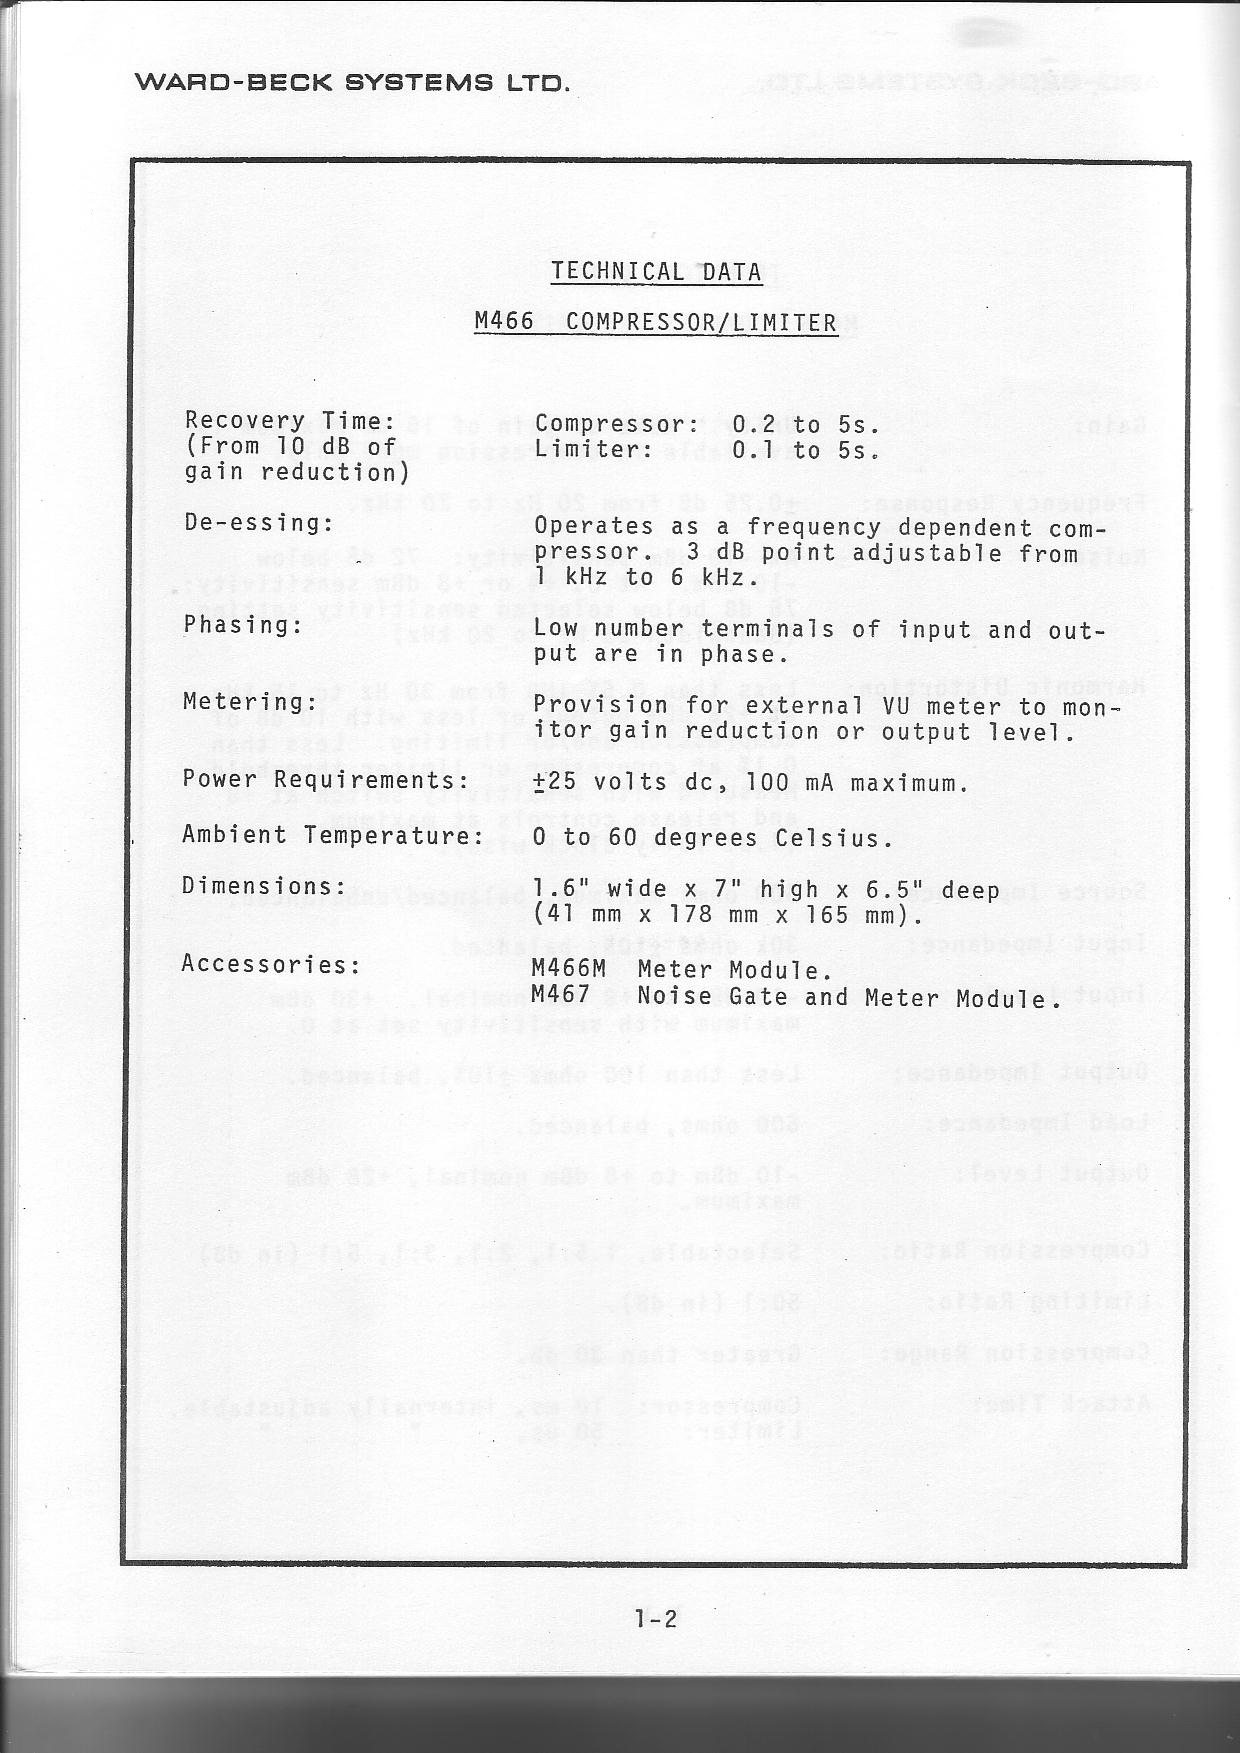 WARD-BECK SYSTEMS LTD.
TECHNICAL DATA
M466 COMPRESSOR/LIMITER
Recovery Time: Compressor: 0.2 to 5s.
(From 10 dB of Limiter: 0.1 to 5s.
gain reduction)
De-essing: Operates as a frequency dependent com-
pressor. 3 dB point adjustable from
1 kHz to 6 kHz.
Phasing: Low number terminals of input and out-
put are in phase.
Metering: Provision for external VU meter to mon-
itor gain reduction or output level.
Power Requirements: ±25 volts dc, 100 mA maximum.
Ambient Temperature: 0 to 60 degrees Celsius.
Dimensions: 1.6" wide x 7" high x 6.5" deep
(41 mm x 178 mm x 165 mm).
Accessories: M466M Meter Module.
M467 Noise Gate and Meter Module.
1-2